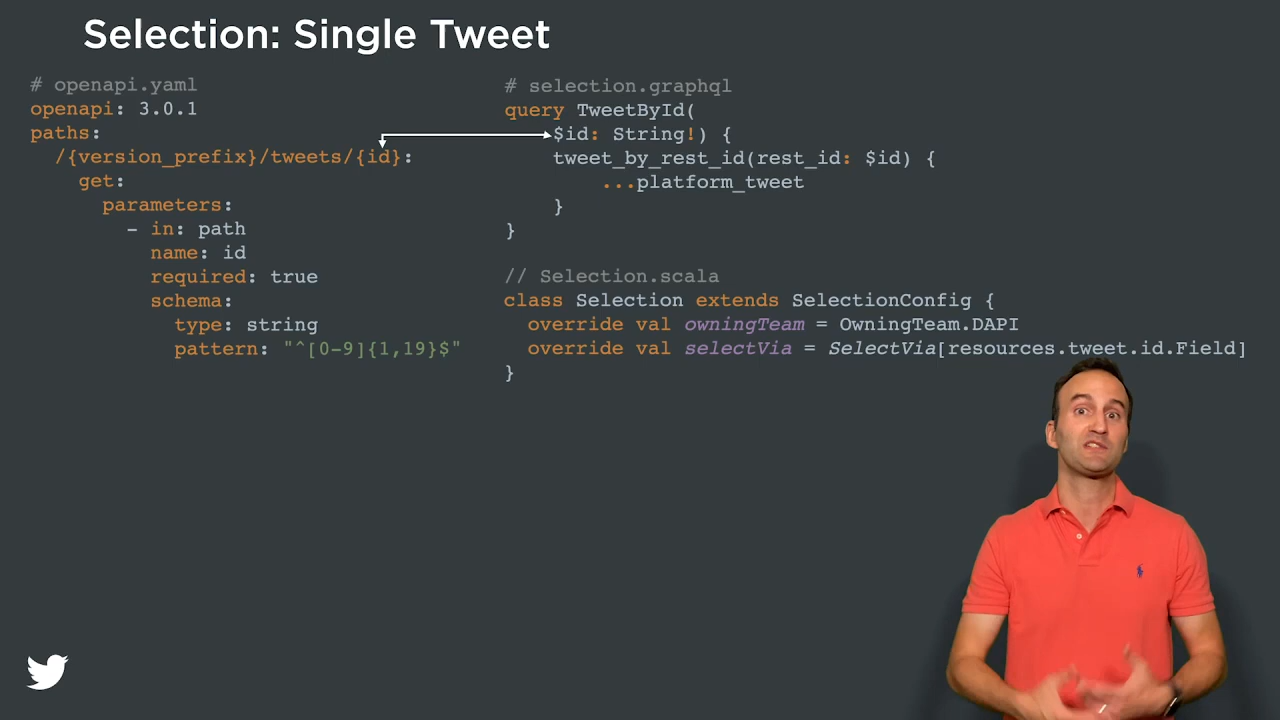 Selection: Single Tweet
# openapi.yaml
openapi: 3.0.1
paths:
/{version_prefix}/tweets/{id}:
get:
parameters:
- in: path
name: id
required: true
schema:
type: string
pattern: "^[0-9]{1,19}$"
# selection.graphql
query TweetById(
$id: String!) {
tweet_by_rest_id(rest_id: $id) {
...platform_tweet
}
}
// Selection.scala
class Selection extends SelectionConfig {
override val owningTeam = OwningTeam.DAPI
override val selectVia = SelectVia[resources.tweet.id.Field]
}